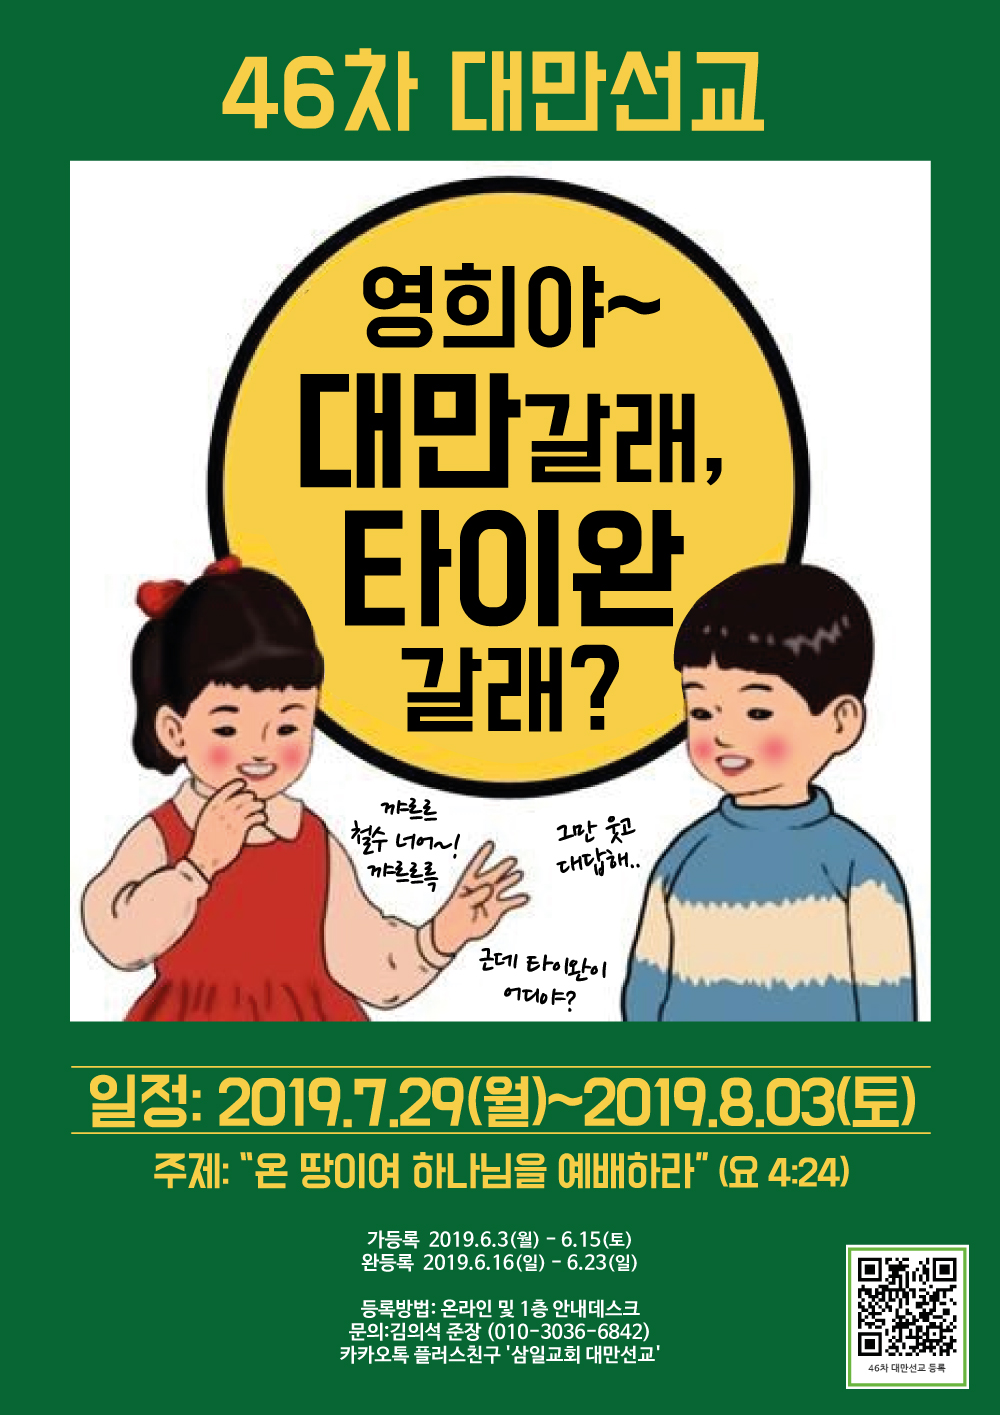 46차 대만선교
영희야~
대만갈래,
타이완
갈래?
꺄르르
철수 너어~!
꺄르르륵
그만 웃고
대답해..
근데 타이완이
어디야?
일정: 2019.7.29(월)~2019.8.03(토)
주제: "온 땅이여 하나님을 예배하라" (요 4:24)
가등록 2019.6.3(월) - 6.15(토)
완등록 2019.6.16(일) - 6.23(일)
등록방법: 온라인 및 1층 안내데스크
문의:김의석 준장 (010-3036-6842)
카카오톡 플러스친구 '삼일교회 대만선교'
46차 대만선교 등록